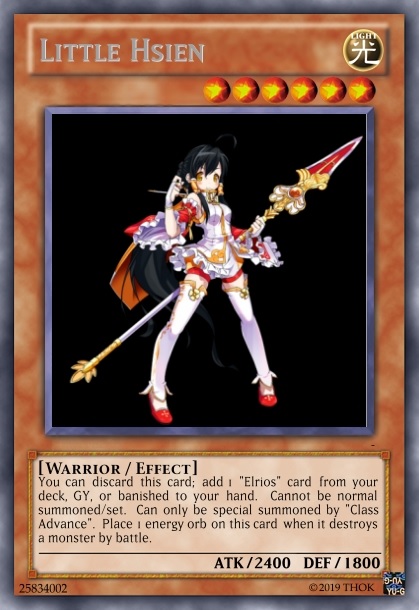 Little Hsien
LIGHT
光
-
[Warrior / Effect]
You can discard this card; add 1 "Elrios" card from your
deck, GY, or banished to your hand. Cannot be normal
summoned/set. Can only be special summoned by "Class
Advance". Place 1 energy orb on this card when it destroys
a monster by battle.
ATK/2400 DEF/1800
25834002
©2019 THOK
YU-G